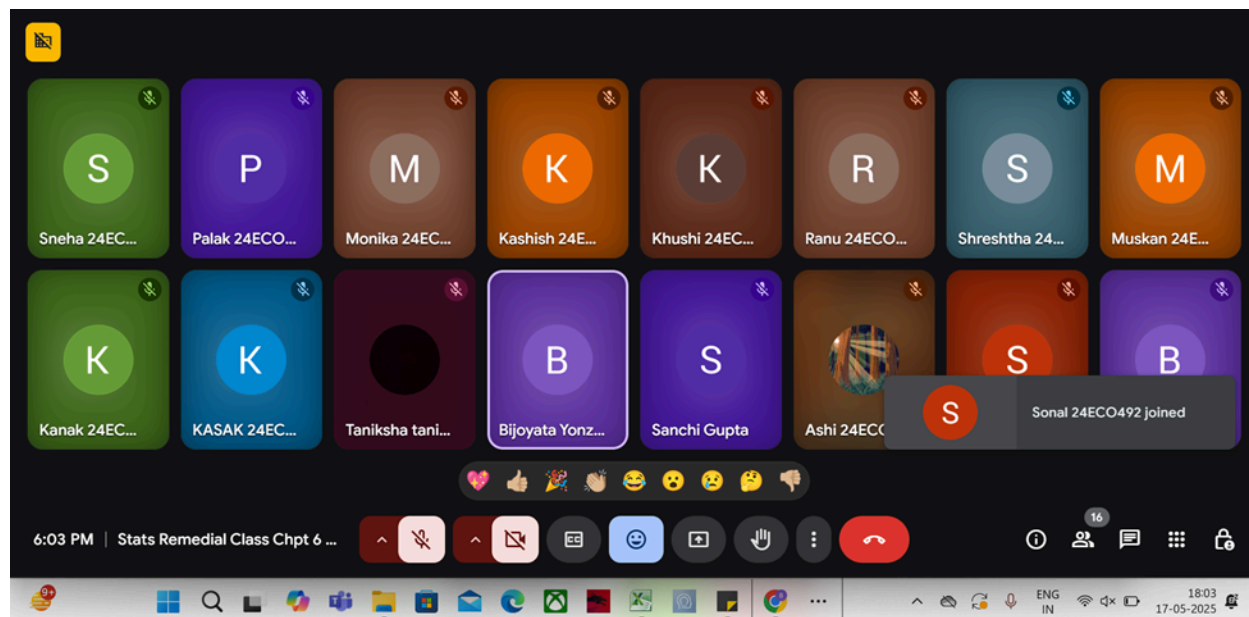 S
P
M
K
K
R
S
M
Sneha 24EC...
Palak 24ECO...
Monika 24EC...
Kashish 24E...
Khushi 24EC...
Ranu 24ECO...
Shreshtha 24...
Muskan 24E...
K
K
B
S
S
B
Kanak 24EC...
KASAK 24EC...
Taniksha tani...
Bijoyata Yonz...
Sanchi Gupta
Ashi 24ECO
S
Sonal 24ECO492 joined
6:03 PM | Stats Remedial Class Chpt 6 ...
CC
16
9+
ENG
IN
18:03
17-05-2025